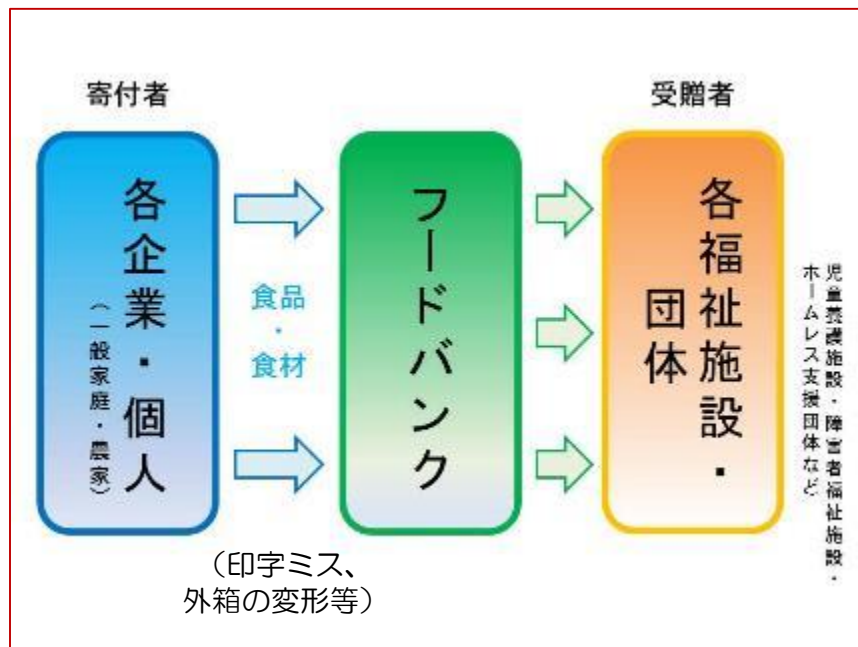 寄付者
各企業・個人
（一般家庭・農家）
食品
・
食材
（印字ミス、
外箱の変形等）
フードバンク
受贈者
各福祉施設・
団体
児童養護施設・障害者福祉施設・
ホームレス支援団体など